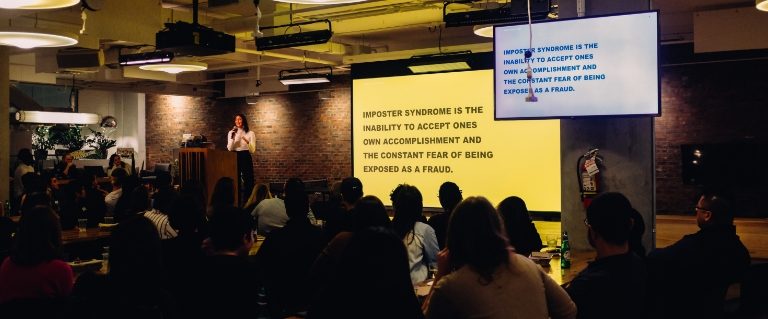 IMPOSTER SYNDROME IS THE
INABILITY TO ACCEPT ONES
OWN ACCOMPLISHMENT AND
THE CONSTANT FEAR OF BEING
EXPOSED AS A FRAUD.
IMPOSTER SYNDROME IS THE
INABILITY TO ACCEPT ONES
OWN ACCOMPLISHMENT AND
THE CONSTANT FEAR OF BEING
EXPOSED AS A FRAUD.